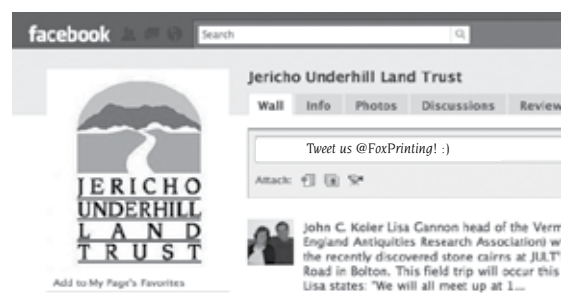 facebook
Search
Jericho Underhill Land Trust
Wall Info Photos Discussions Review
Tweet us @FoxPrinting! :)
Attach:
JERICHO
UNDERHILL
LAND
TRUST
John C. Koier Lisa Gannon head of the Verm
England Antiquities Research Association) w
the recently discovered stone cairns at JULT'
Road in Bolton. This field trip will occur this
Lisa states: "We will all meet up at 1...
Add to My Page's Favorites